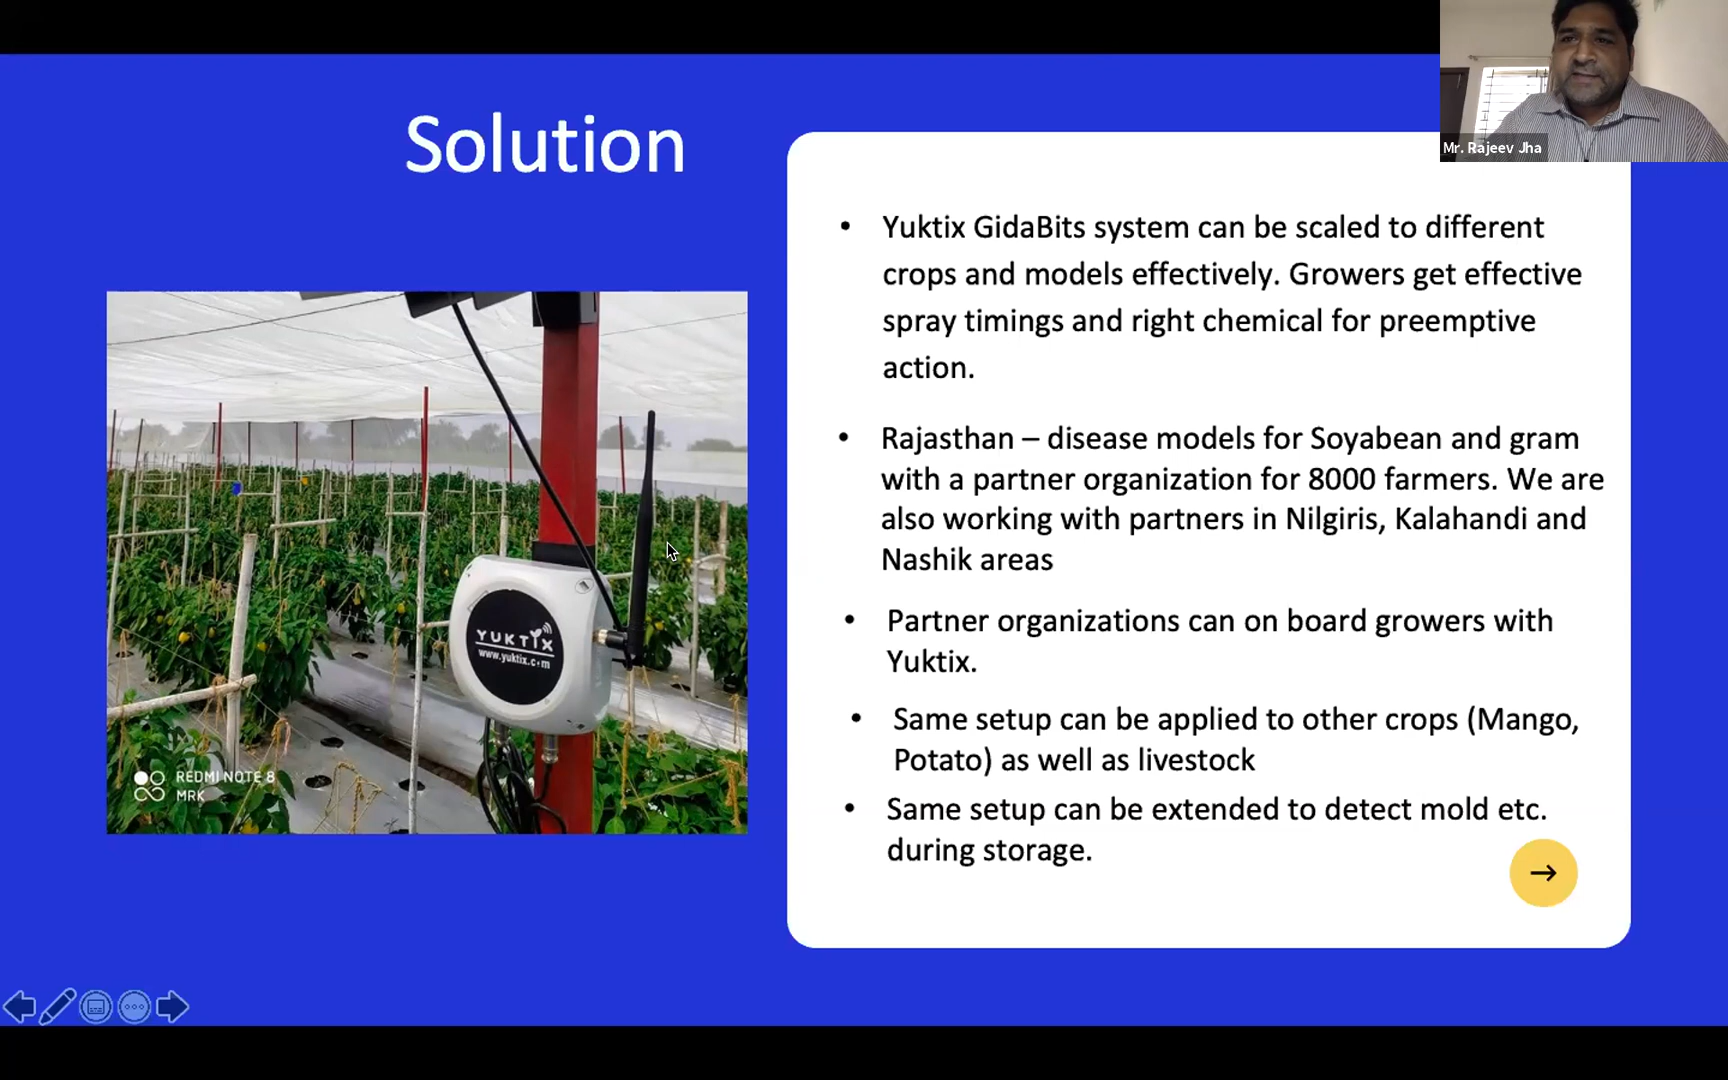 Mr. Rajeev Jha
Solution
• Yuktix GidaBits system can be scaled to different
crops and models effectively. Growers get effective
spray timings and right chemical for preemptive
action.
• Rajasthan – disease models for Soyabean and gram
with a partner organization for 8000 farmers. We are
also working with partners in Nilgiris, Kalahandi and
Nashik areas
• Partner organizations can on board growers with
Yuktix.
• Same setup can be applied to other crops (Mango,
Potato) as well as livestock
• Same setup can be extended to detect mold etc.
during storage.
YUKTIX
www.yuktix.com
REDMI NOTE 8
MRK